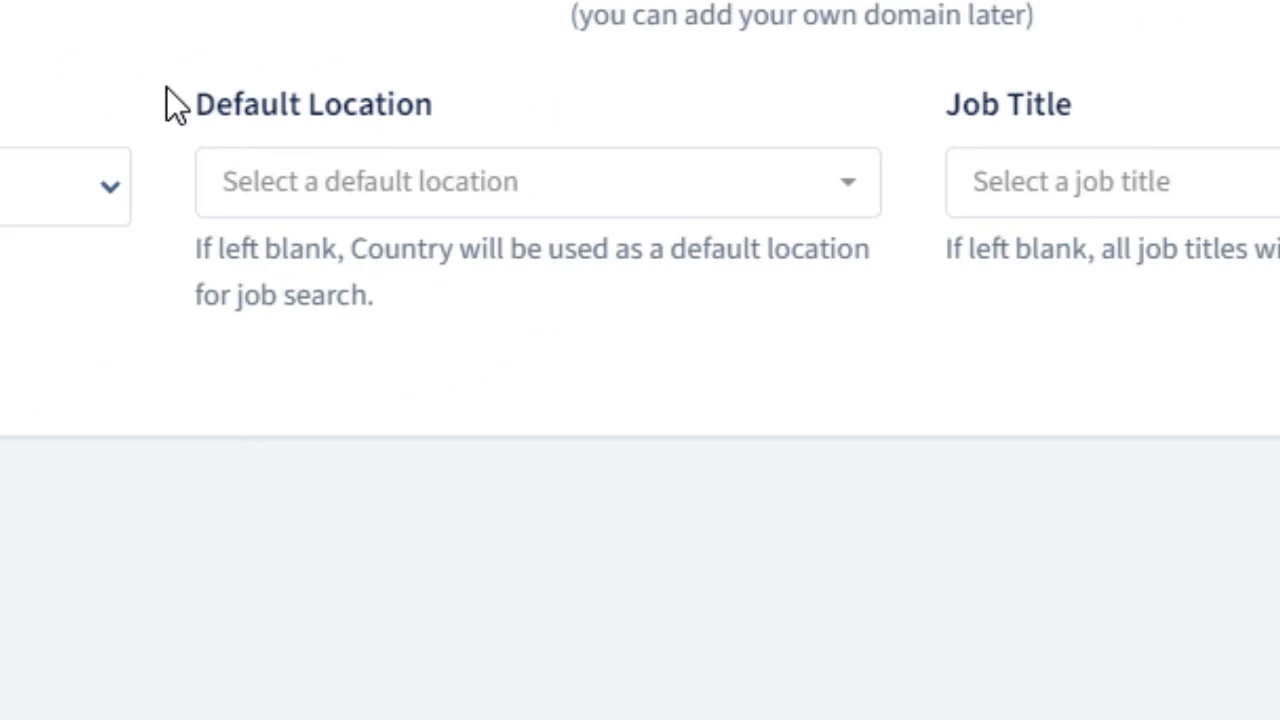 (you can add your own domain later)
Default Location
Select a default location
If left blank, Country will be used as a default location
for job search.
Job Title
Select a job title
If left blank, all job titles wi